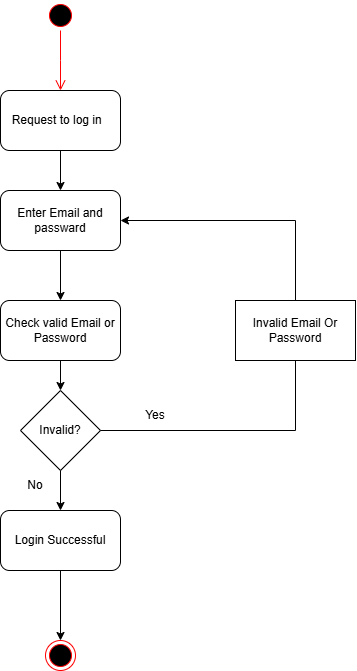 Request to log in
Enter Email and
passward
Check valid Email or
Password
Invalid Email Or
Password
Invalid?
Yes
No
Login Successful